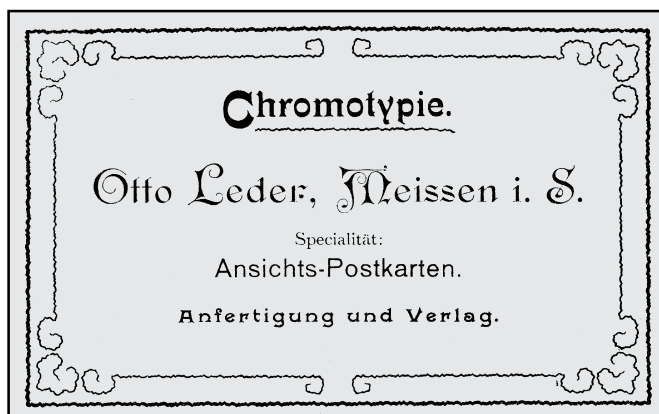 Chromotypie.
Otto Leder, Meissen i. S.
Specialität:
Ansichts-Postkarten.
Anfertigung und Verlag.